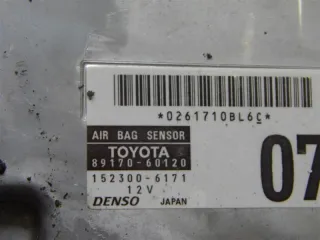 *0261710BL6C*
AIR BAG SENSOR
TOYOTA
89170-60120
152300-6171
12V
DENSO JAPAN
07